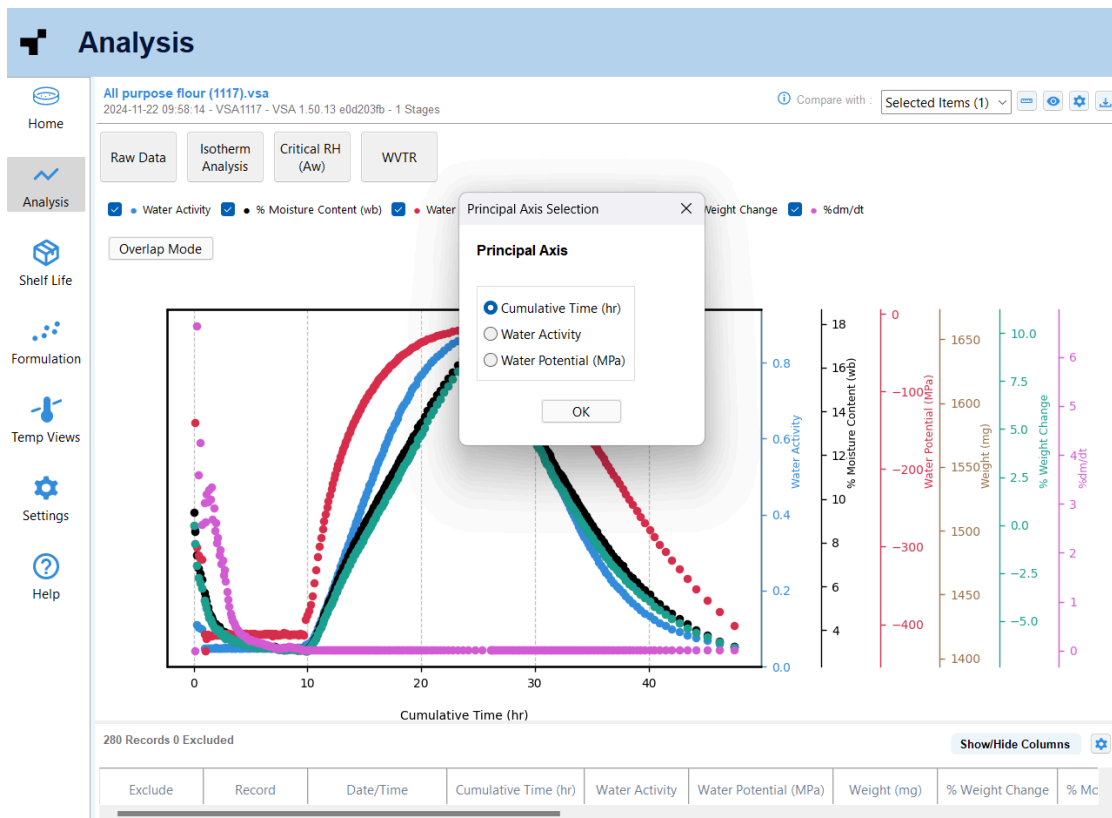 Analysis
Home
Analysis
Shelf Life
Formulation
Temp Views
Settings
Help
All purpose flour (1117).vsa
2024-11-22 09:58:14 - VSA1117 - VSA 1.50.13 e0d203fb - 1 Stages
Compare with :
Selected Items (1)
Raw Data
Isotherm
Analysis
Critical RH
(Aw)
WVTR
Water Activity
% Moisture Content (wb)
Water
Weight Change
%dm/dt
Overlap Mode
Principal Axis Selection
Principal Axis
Cumulative Time (hr)
Water Activity
Water Potential (MPa)
OK
0
10
20
30
40
Cumulative Time (hr)
0.8
0.6
0.4
0.2
0.0
Water Activity
18
16
14
12
10
8
6
4
% Moisture Content (wb)
0
−100
−200
−300
−400
Water Potential (MPa)
1650
1600
1550
1500
1450
1400
Weight (mg)
10.0
7.5
5.0
2.5
0.0
−2.5
−5.0
% Weight Change
6
5
4
3
2
1
0
%dm/dt
280 Records 0 Excluded
Show/Hide Columns
Exclude
Record
Date/Time
Cumulative Time (hr)
Water Activity
Water Potential (MPa)
Weight (mg)
% Weight Change
% Mc